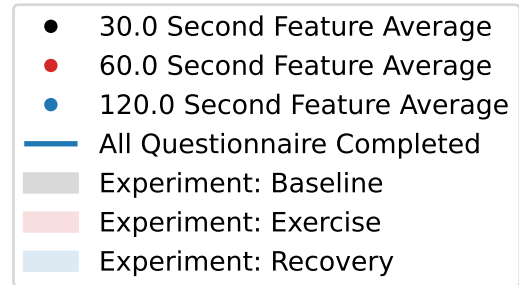 30.0 Second Feature Average
60.0 Second Feature Average
120.0 Second Feature Average
All Questionnaire Completed
Experiment: Baseline
Experiment: Exercise
Experiment: Recovery